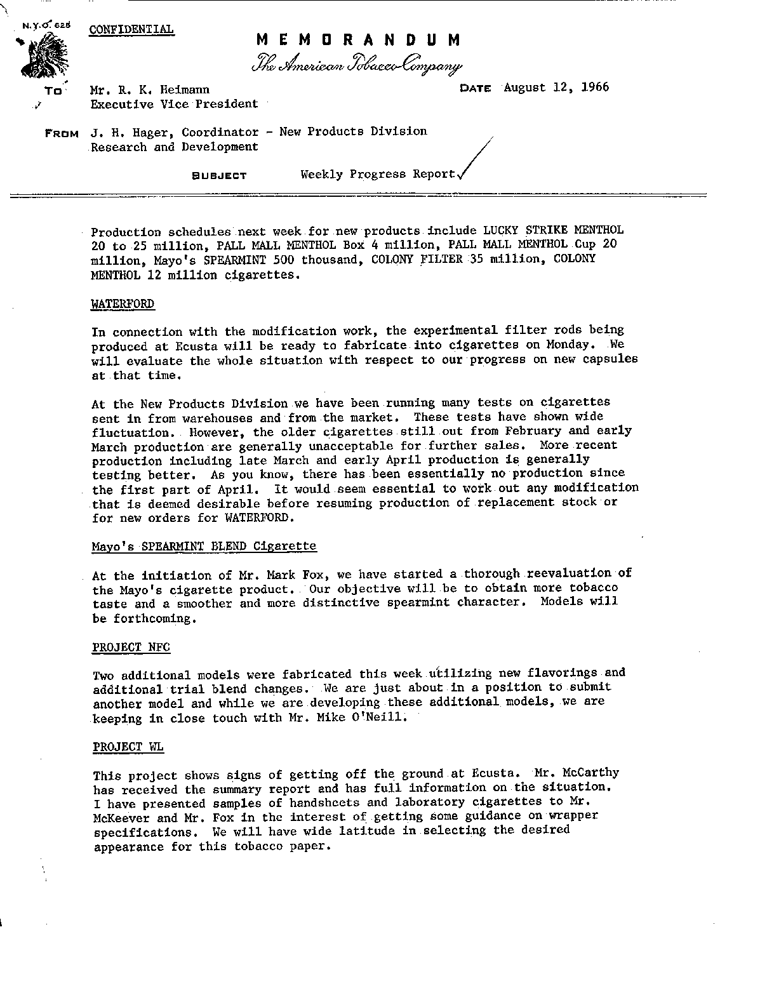 N.Y.O. 628
CONFIDENTIAL
MEMORANDUM
The American Tobacco Company
TO Mr. R. K. Heimann
Executive Vice President
DATE August 12, 1966
FROM J. H. Hager, Coordinator - New Products Division
Research and Development
SUBJECT Weekly Progress Report
Production schedules next week for new products include LUCKY STRIKE MENTHOL
20 to 25 million, PALL MALL MENTHOL Box 4 million, PALL MALL MENTHOL Cup 20
million, Mayo's SPEARMINT 500 thousand, COLONY FILTER 35 million, COLONY
MENTHOL 12 million cigarettes.
WATERFORD
In connection with the modification work, the experimental filter rods being
produced at Ecusta will be ready to fabricate into cigarettes on Monday. We
will evaluate the whole situation with respect to our progress on new capsules
at that time.
At the New Products Division we have been running many tests on cigarettes
sent in from warehouses and from the market. These tests have shown wide
fluctuation. However, the older cigarettes still out from February and early
March production are generally unacceptable for further sales. More recent
production including late March and early April production is generally
testing better. As you know, there has been essentially no production since
the first part of April. It would seem essential to work out any modification
that is deemed desirable before resuming production of replacement stock or
for new orders for WATERFORD.
Mayo's SPEARMINT BLEND Cigarette
At the initiation of Mr. Mark Fox, we have started a thorough reevaluation of
the Mayo's cigarette product. Our objective will be to obtain more tobacco
taste and a smoother and more distinctive spearmint character. Models will
be forthcoming.
PROJECT NFC
Two additional models were fabricated this week utilizing new flavorings and
additional trial blend changes. We are just about in a position to submit
another model and while we are developing these additional models, we are
keeping in close touch with Mr. Mike O'Neill.
PROJECT WL
This project shows signs of getting off the ground at Ecusta. Mr. McCarthy
has received the summary report and has full information on the situation.
I have presented samples of handsheets and laboratory cigarettes to Mr.
McKeever and Mr. Fox in the interest of getting some guidance on wrapper
specifications. We will have wide latitude in selecting the desired
appearance for this tobacco paper.